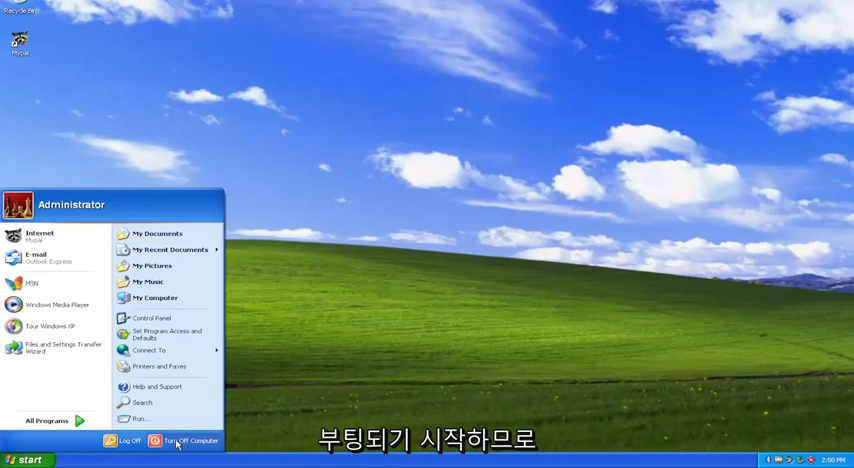 Recycle Bin
Mypal
Administrator
Internet
Mypal
E-mail
Outlook Express
MSN
Windows Media Player
Tour Windows XP
Files and Settings Transfer
Wizard
All Programs
My Documents
My Recent Documents
My Pictures
My Music
My Computer
Control Panel
Set Program Access and
Defaults
Connect To
Printers and Faxes
Help and Support
Search
Run...
Log Off
Turn Off Computer
부팅되기 시작하므로
start
2:50 PM